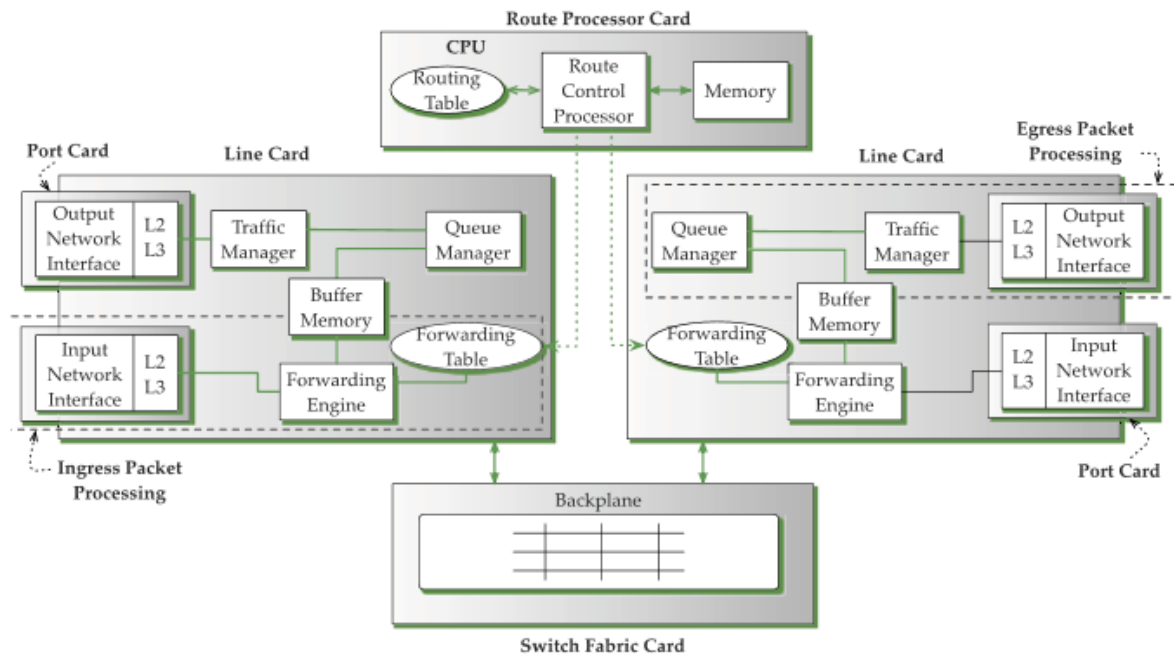 Route Processor Card
CPU
Routing
Table
Route
Control
Processor
Memory
Port Card
Line Card
Output
Network
Interface
L2
L3
Traffic
Manager
Queue
Manager
Buffer
Memory
Forwarding
Table
Input
Network
Interface
L2
L3
Forwarding
Engine
Ingress Packet
Processing
Line Card
Egress Packet
Processing
Queue
Manager
Traffic
Manager
L2
L3
Output
Network
Interface
Buffer
Memory
Forwarding
Table
Forwarding
Engine
L2
L3
Input
Network
Interface
Port Card
Backplane
Switch Fabric Card